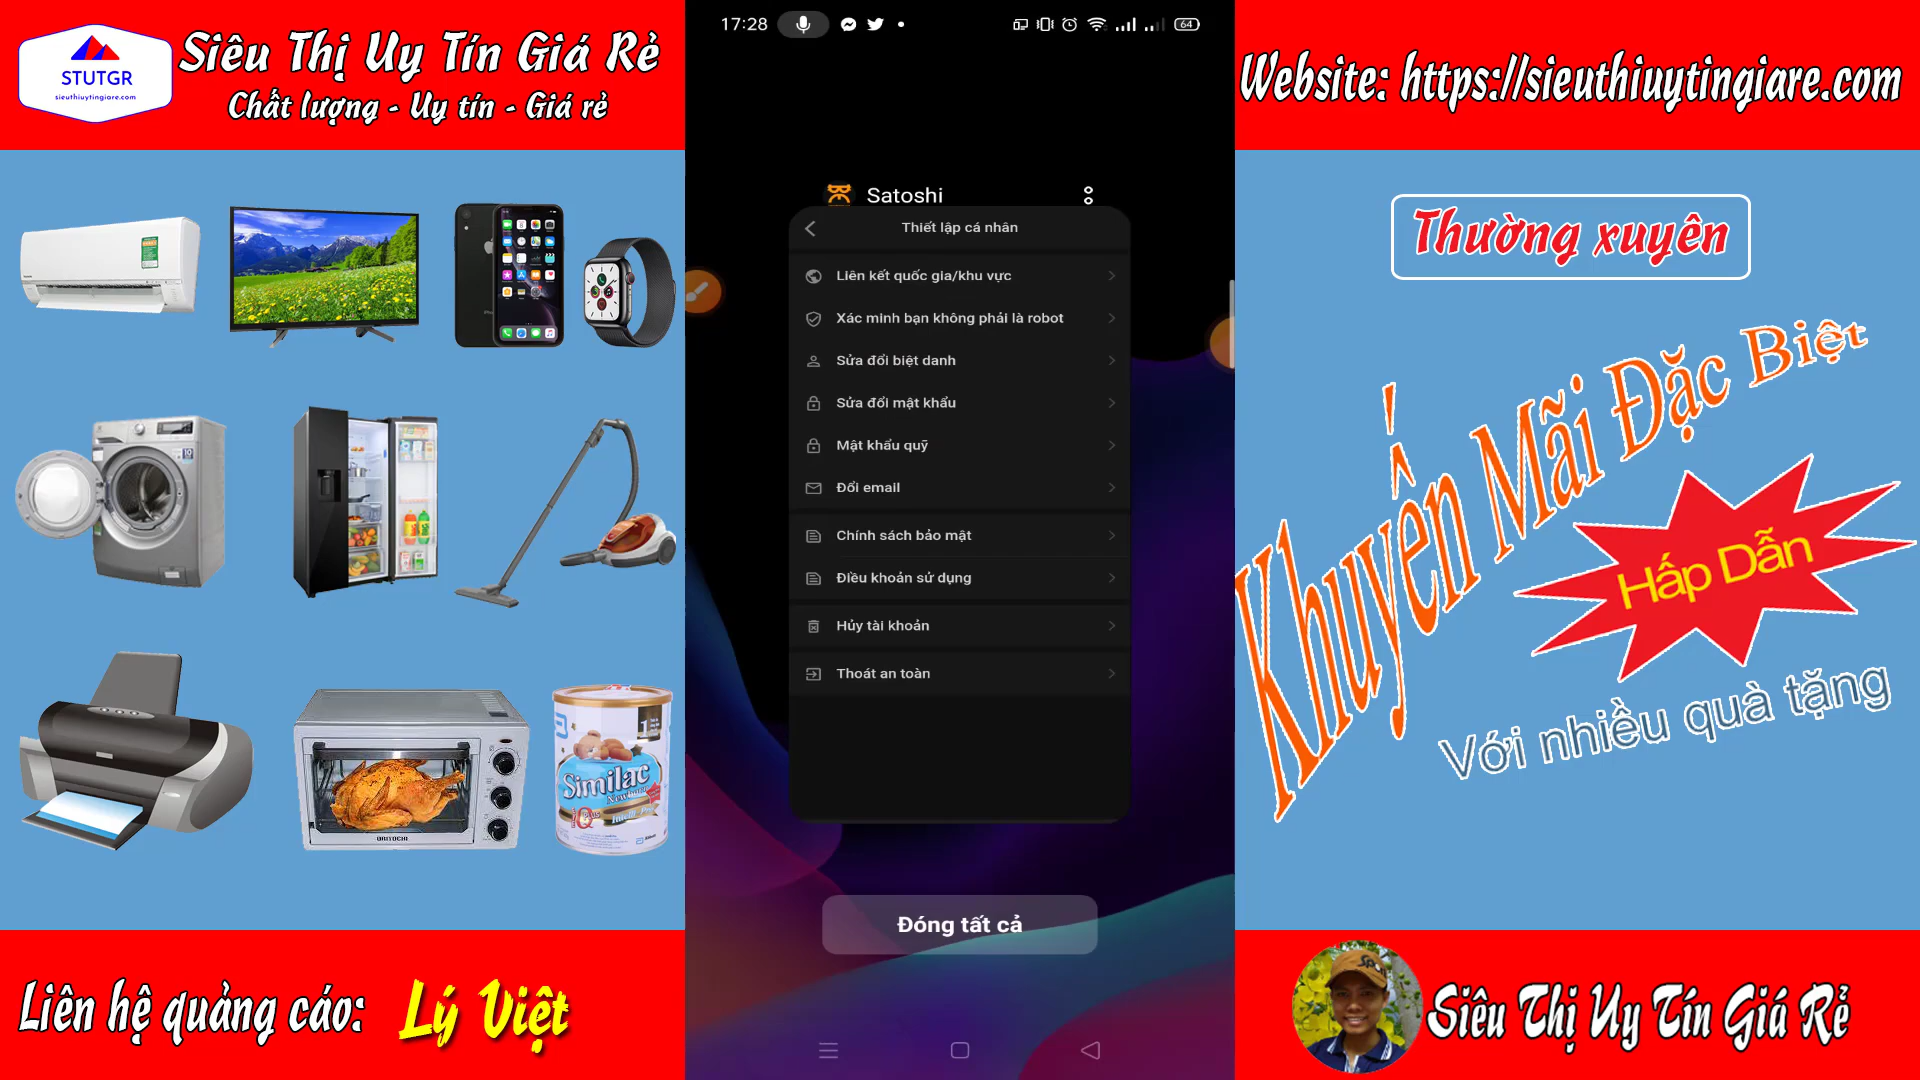 STUTGR
sieuthiuytingiare.com
Siêu Thị Uy Tín Giá Rẻ
Chất lượng - Uy tín - Giá rẻ
17:28
64
Website: https://sieuthiuytingiare.com
Satoshi
Thiết lập cá nhân
Liên kết quốc gia/khu vực
Xác minh bạn không phải là robot
Sửa đổi biệt danh
Sửa đổi mật khẩu
Mật khẩu quỹ
Đổi email
Chính sách bảo mật
Điều khoản sử dụng
Hủy tài khoản
Thoát an toàn
Đóng tất cả
Thường xuyên
Khuyến Mãi Đặc Biệt
Hấp Dẫn
Với nhiều quà tặng
Similac
1
IQ
Liên hệ quảng cáo: Lý Việt
Siêu Thị Uy Tín Giá Rẻ